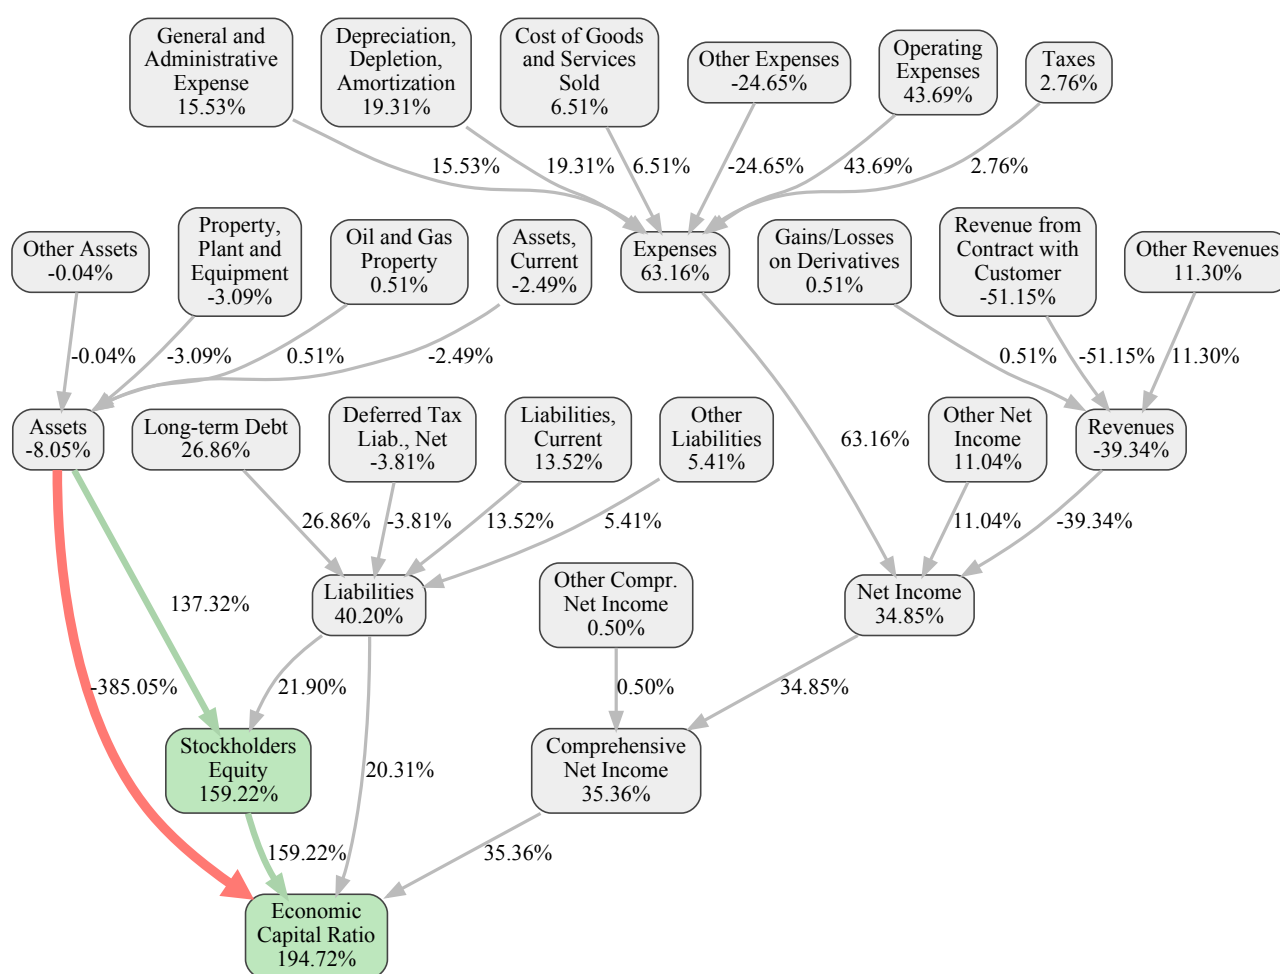 General and
Administrative
Expense
15.53%
Depreciation,
Depletion,
Amortization
19.31%
Cost of Goods
and Services
Sold
6.51%
Other Expenses
-24.65%
Operating
Expenses
43.69%
Taxes
2.76%
15.53%
19.31%
6.51%
-24.65%
43.69%
2.76%
Other Assets
-0.04%
Property,
Plant and
Equipment
-3.09%
Oil and Gas
Property
0.51%
Assets,
Current
-2.49%
Expenses
63.16%
Gains/Losses
on Derivatives
0.51%
Revenue from
Contract with
Customer
-51.15%
Other Revenues
11.30%
-0.04%
-3.09%
0.51%
-2.49%
0.51%
-51.15%
11.30%
Assets
-8.05%
Long-term Debt
26.86%
Deferred Tax
Liab., Net
-3.81%
Liabilities,
Current
13.52%
Other
Liabilities
5.41%
63.16%
Other Net
Income
11.04%
Revenues
-39.34%
26.86%
-3.81%
13.52%
5.41%
11.04%
-39.34%
137.32%
Liabilities
40.20%
Other Compr.
Net Income
0.50%
Net Income
34.85%
-385.05%
21.90%
0.50%
34.85%
Stockholders
Equity
159.22%
20.31%
Comprehensive
Net Income
35.36%
159.22%
35.36%
Economic
Capital Ratio
194.72%